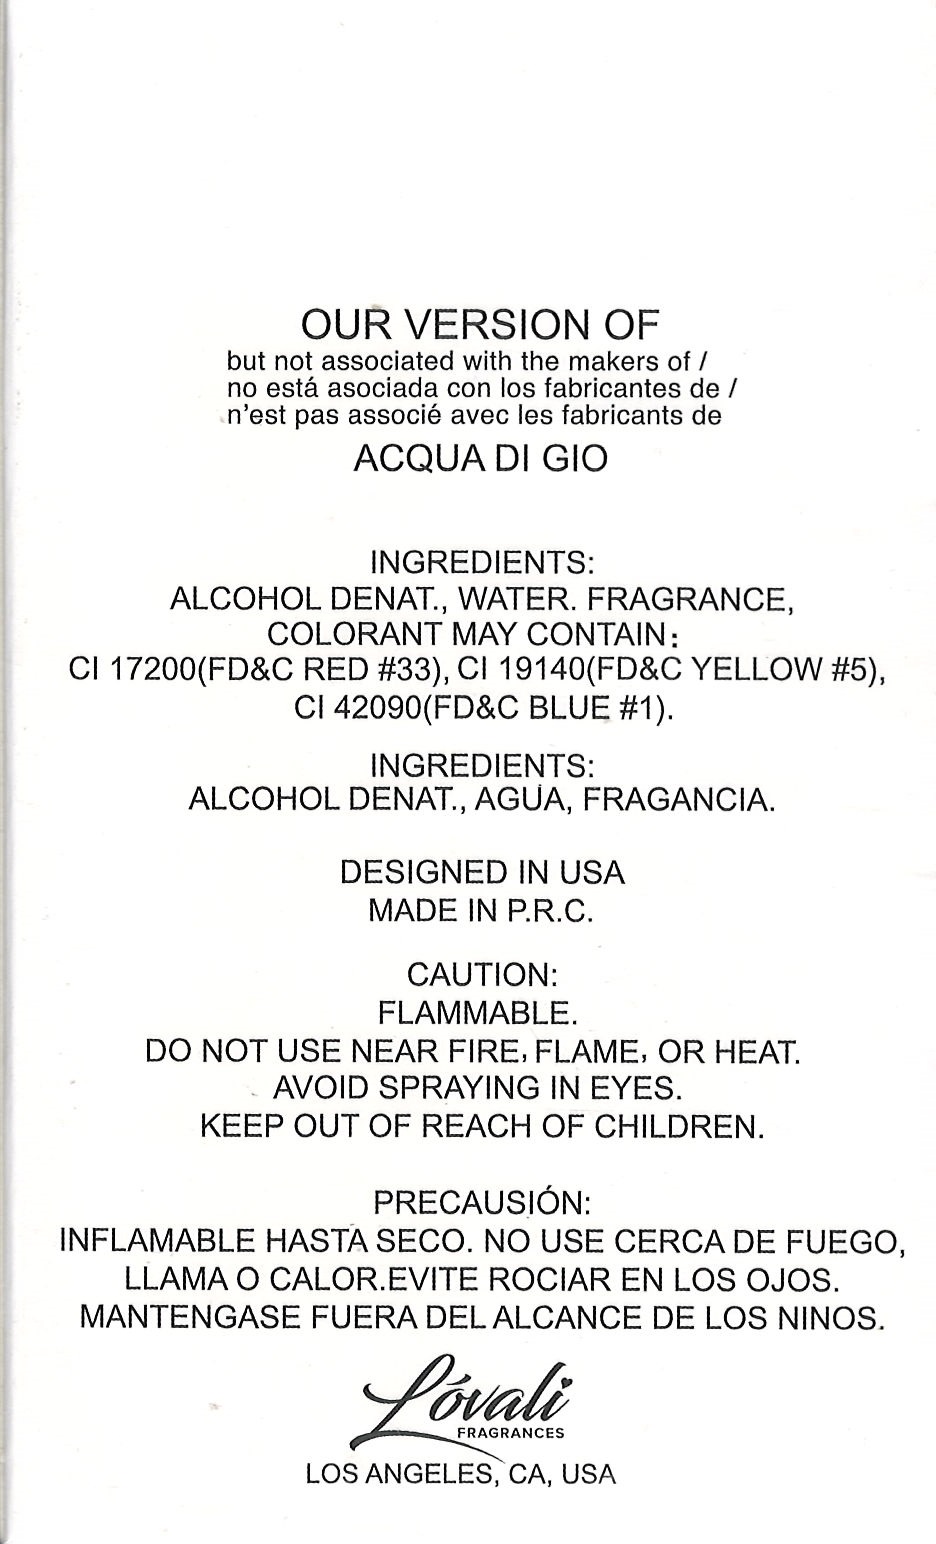 OUR VERSION OF
but not associated with the makers of /
no está asociada con los fabricantes de /
n'est pas associé avec les fabricants de
ACQUA DI GIO
INGREDIENTS:
ALCOHOL DENAT., WATER. FRAGRANCE,
COLORANT MAY CONTAIN:
CI 17200(FD&C RED #33), CI 19140(FD&C YELLOW #5),
CI 42090(FD&C BLUE #1).
INGREDIENTS:
ALCOHOL DENAT., AGUA, FRAGANCIA.
DESIGNED IN USA
MADE IN P.R.C.
CAUTION:
FLAMMABLE.
DO NOT USE NEAR FIRE, FLAME, OR HEAT.
AVOID SPRAYING IN EYES.
KEEP OUT OF REACH OF CHILDREN.
PRECAUSIÓN:
INFLAMABLE HASTA SECO. NO USE CERCA DE FUEGO,
LLAMA O CALOR.EVITE ROCIAR EN LOS OJOS.
MANTENGASE FUERA DEL ALCANCE DE LOS NINOS.
Lóvali
FRAGRANCES
LOS ANGELES, CA, USA